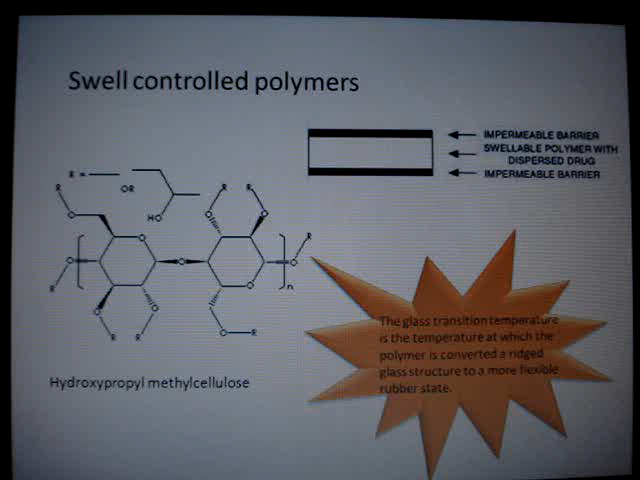 Swell controlled polymers
IMPERMEABLE BARRIER
SWELLABLE POLYMER WITH
DISPERSED DRUG
IMPERMEABLE BARRIER
R =
OR
HO
R
R
R
O
O
O
O
R
O
O
O
O
n
R
O
O
O
R
R
O
R
The glass transition temperature
is the temperature at which the
polymer is converted a ridged
glass structure to a more flexible
rubber state.
Hydroxypropyl methylcellulose